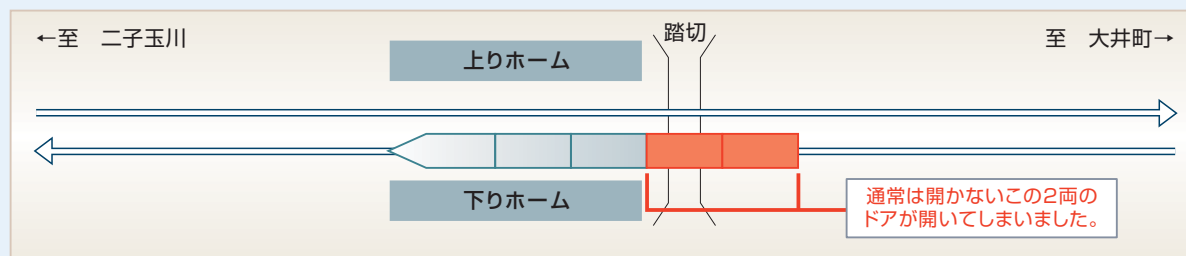 ←至 二子玉川
上りホーム
踏切
至 大井町→
下りホーム
通常は開かないこの2両の
ドアが開いてしまいました。